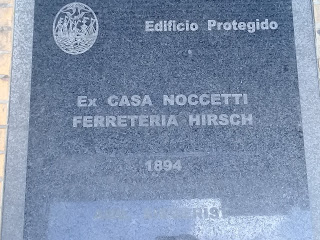 Edificio Protegido
Ex CASA NOCCETTI
FERRETERIA HIRSCH
1894